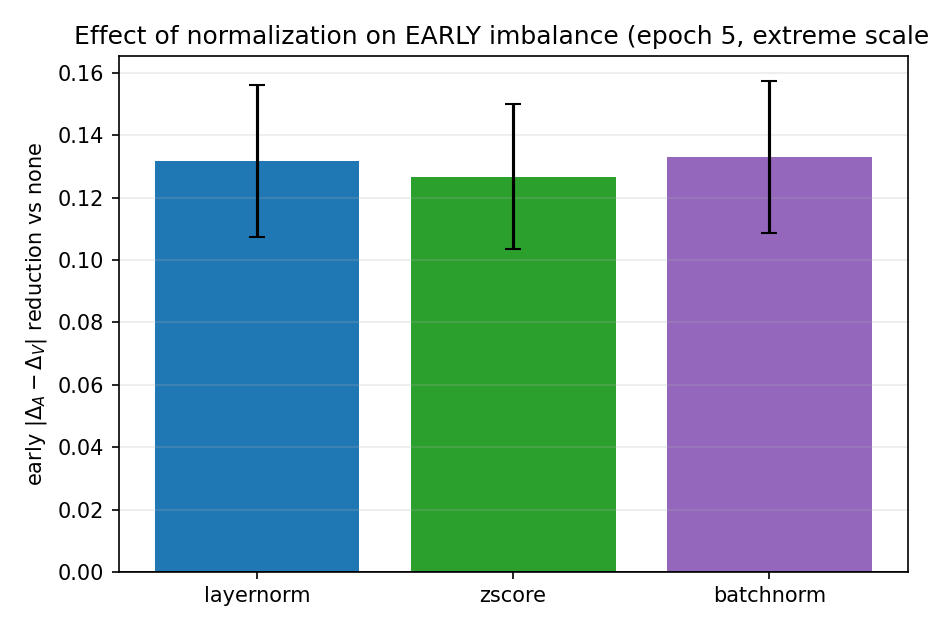 Effect of normalization on EARLY imbalance (epoch 5, extreme scale
early |Δ_A − Δ_V| reduction vs none
0.16
0.14
0.12
0.10
0.08
0.06
0.04
0.02
0.00
layernorm
zscore
batchnorm